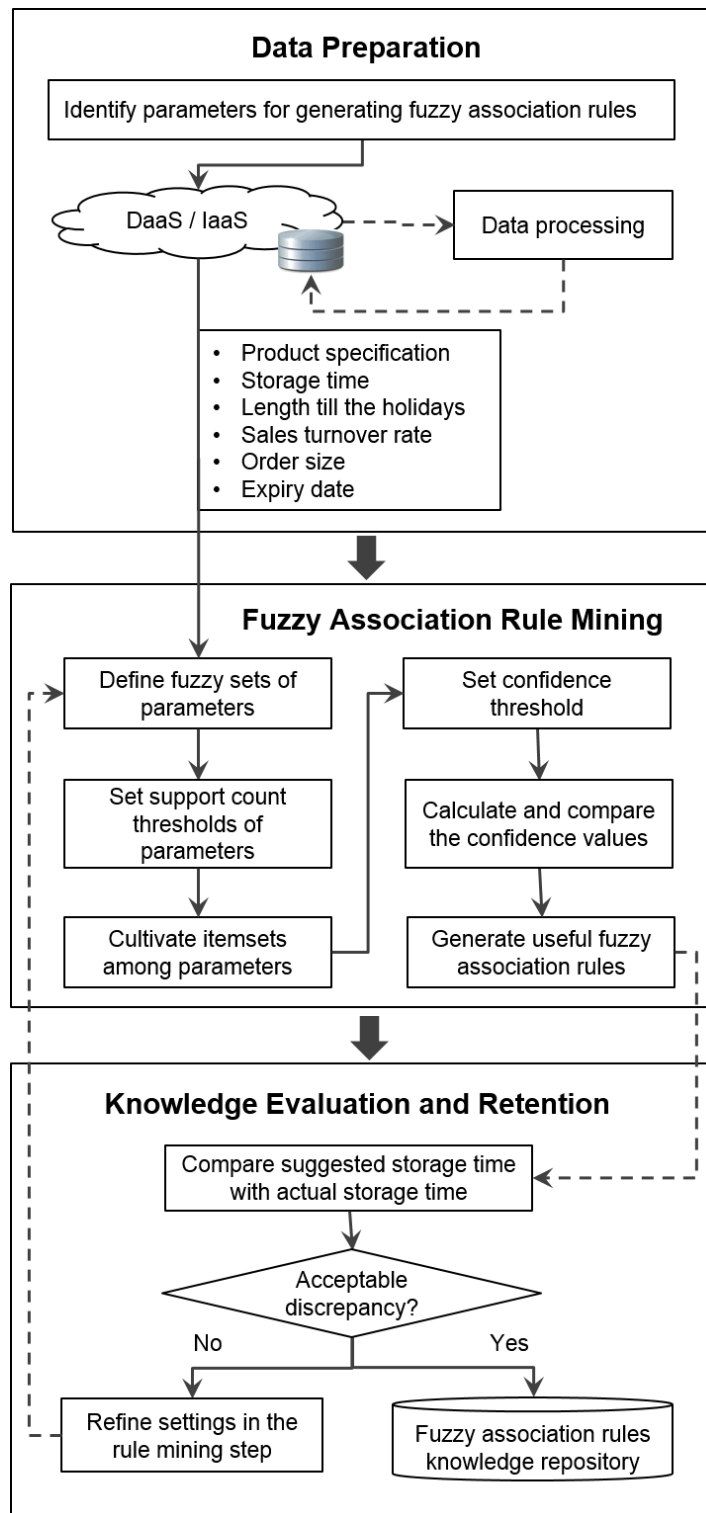 Data Preparation
Identify parameters for generating fuzzy association rules
DaaS / IaaS
Data processing
• Product specification
• Storage time
• Length till the holidays
• Sales turnover rate
• Order size
• Expiry date
Fuzzy Association Rule Mining
Define fuzzy sets of
parameters
Set support count
thresholds of
parameters
Cultivate itemsets
among parameters
Set confidence
threshold
Calculate and compare
the confidence values
Generate useful fuzzy
association rules
Knowledge Evaluation and Retention
Compare suggested storage time
with actual storage time
Acceptable
discrepancy?
No
Yes
Refine settings in the
rule mining step
Fuzzy association rules
knowledge repository